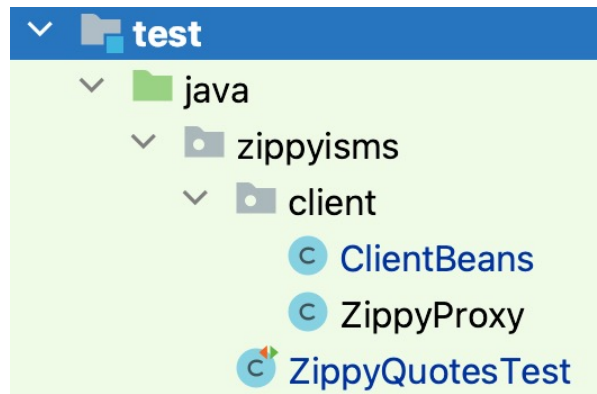 test
java
zippyisms
client
C ClientBeans
C ZippyProxy
C ZippyQuotesTest